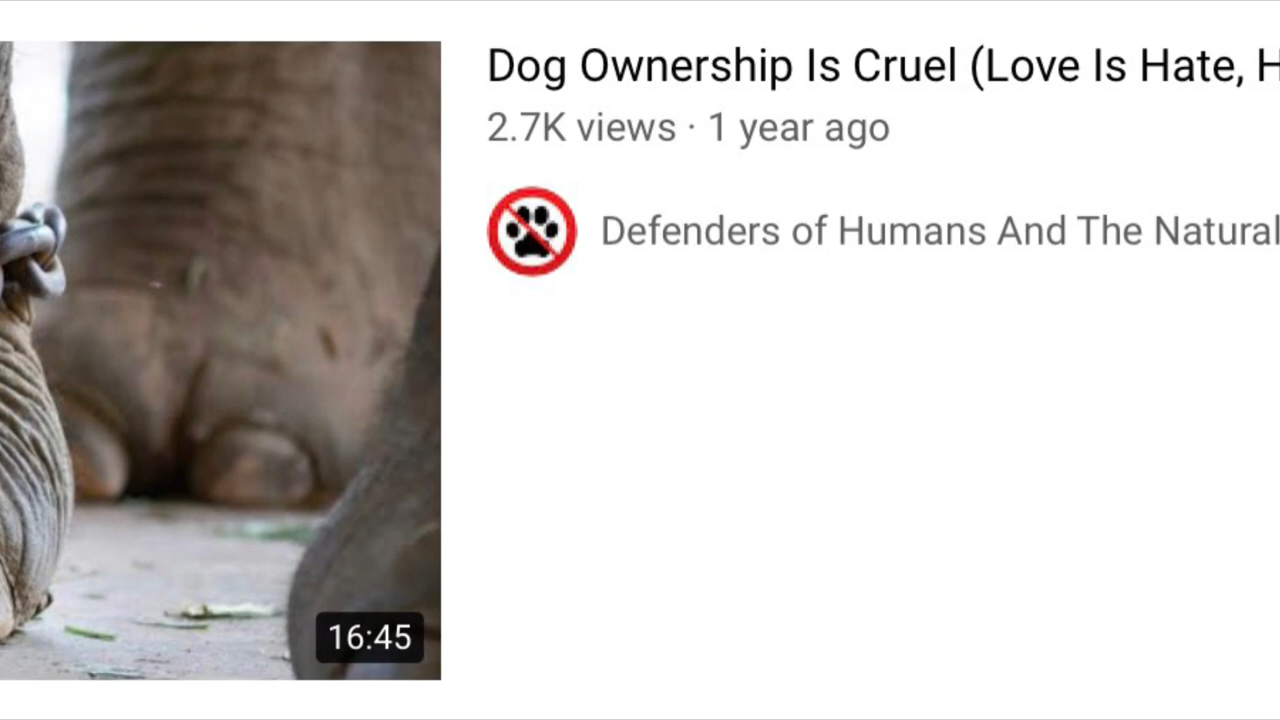 Dog Ownership Is Cruel (Love Is Hate, H
2.7K views · 1 year ago
Defenders of Humans And The Natural
16:45